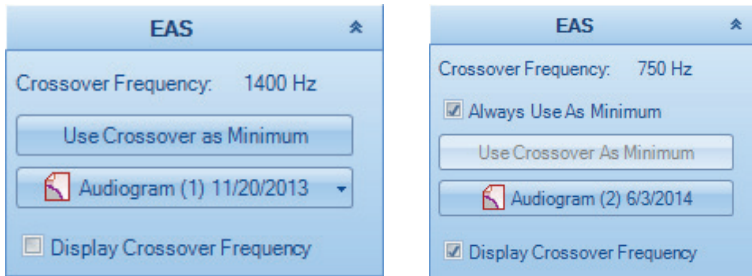 EAS
Crossover Frequency: 1400 Hz
Use Crossover as Minimum
Audiogram (1) 11/20/2013
Display Crossover Frequency
EAS
Crossover Frequency: 750 Hz
Always Use As Minimum
Use Crossover As Minimum
Audiogram (2) 6/3/2014
Display Crossover Frequency